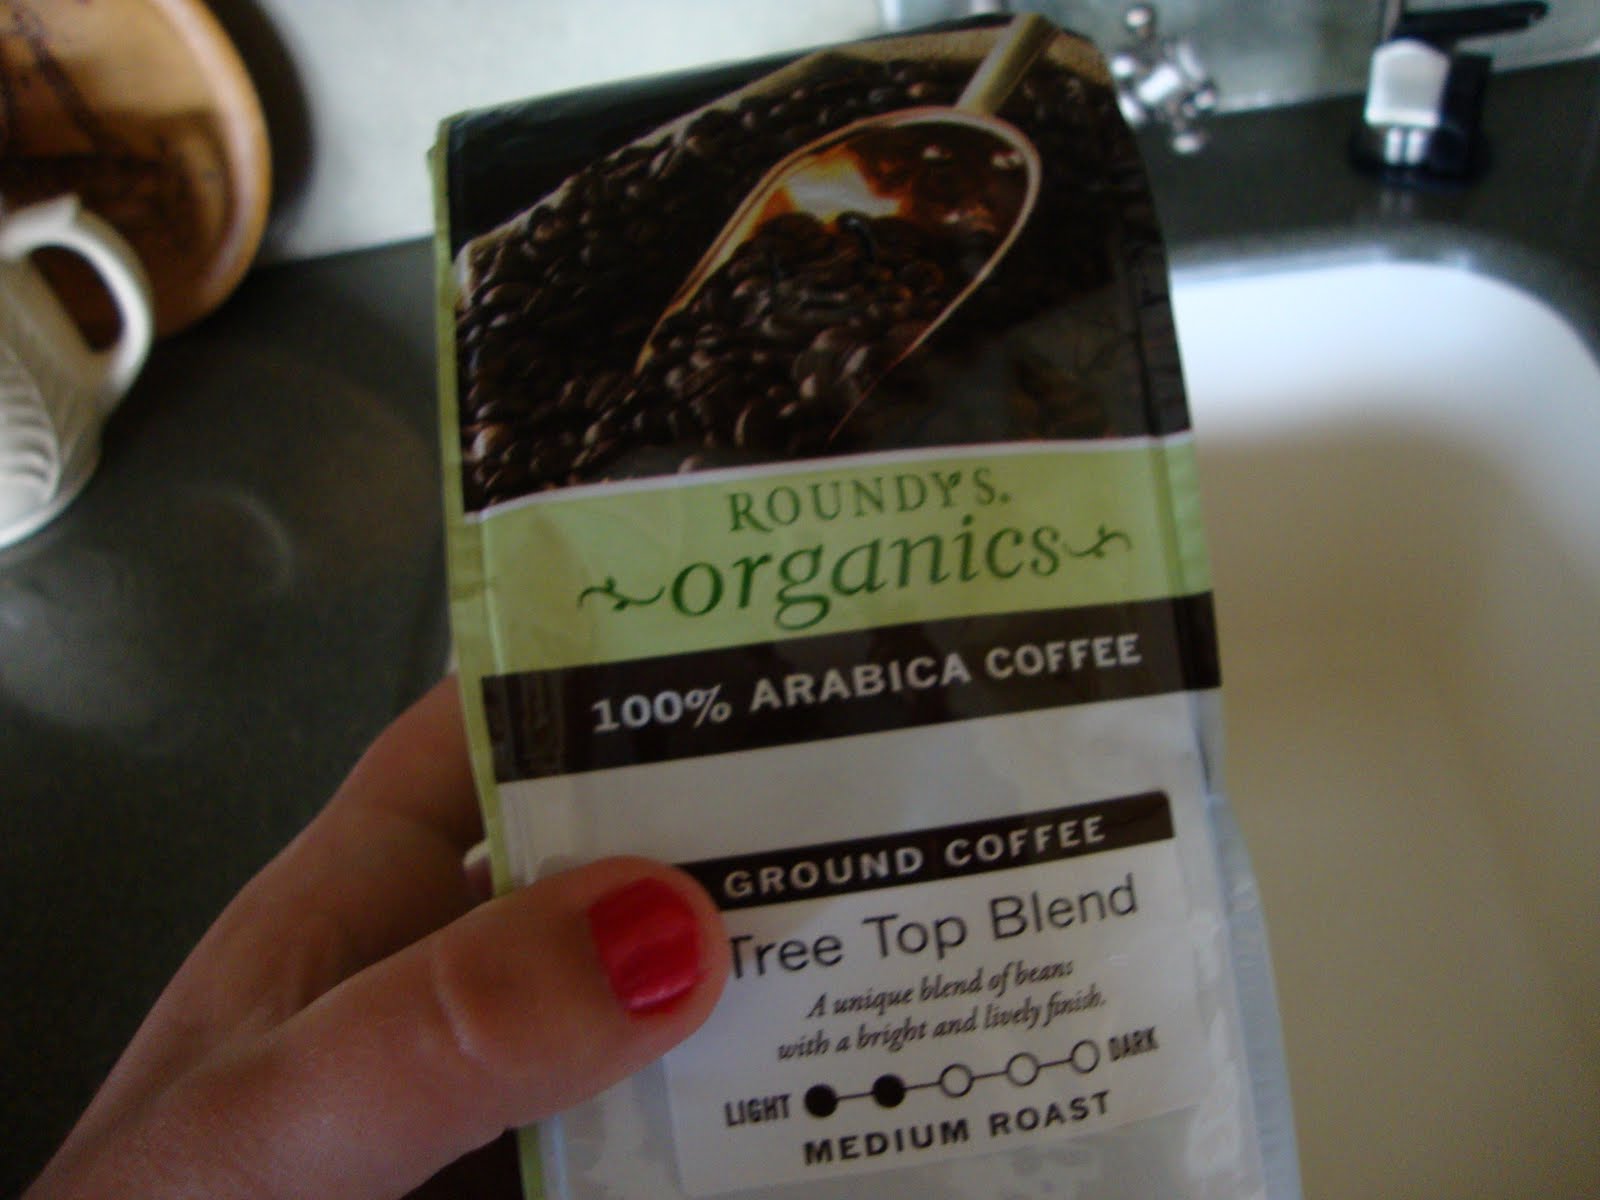 ROUNDY'S.
organics
100% ARABICA COFFEE
GROUND COFFEE
Tree Top Blend
A unique blend of beans
with a bright and lively finish.
LIGHT DARK
MEDIUM ROAST